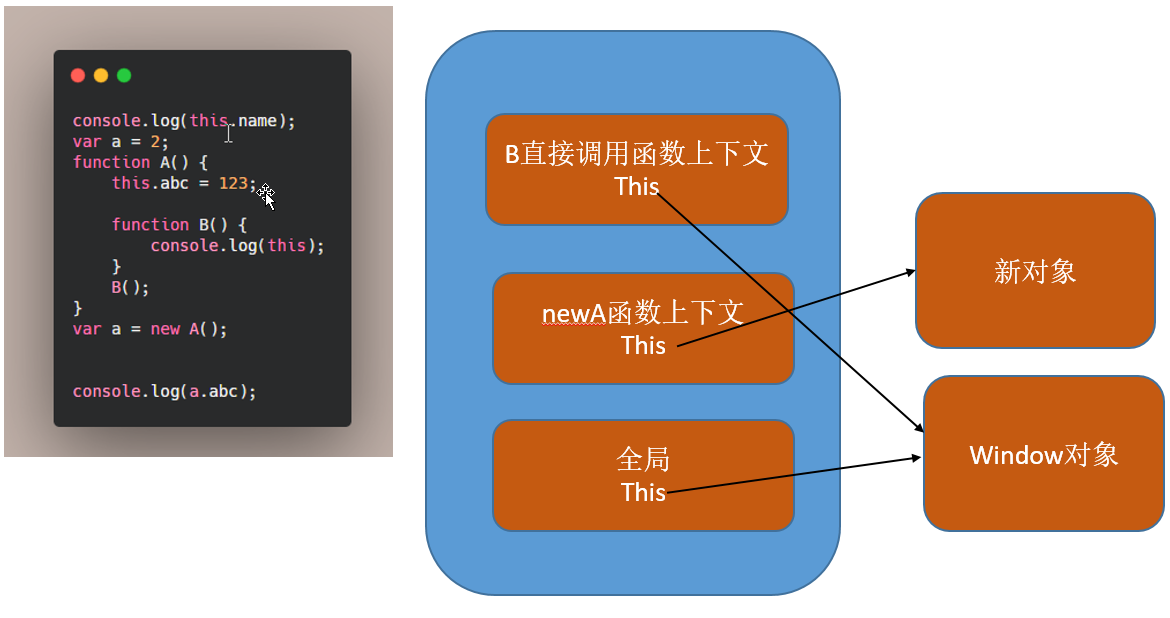 console.log(this.name);
var a = 2;
function A() {
    this.abc = 123;
    function B() {
        console.log(this);
    }
    B();
}
var a = new A();
console.log(a.abc);
B直接调用函数上下文
This
newA函数上下文
This
全局
This
新对象
Window对象